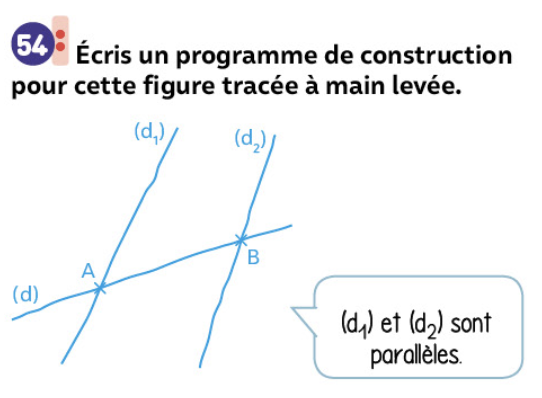 54 Écris un programme de construction
pour cette figure tracée à main levée.
(d₁)
(d₂)
A
B
(d)
(d₁) et (d₂) sont
parallèles.